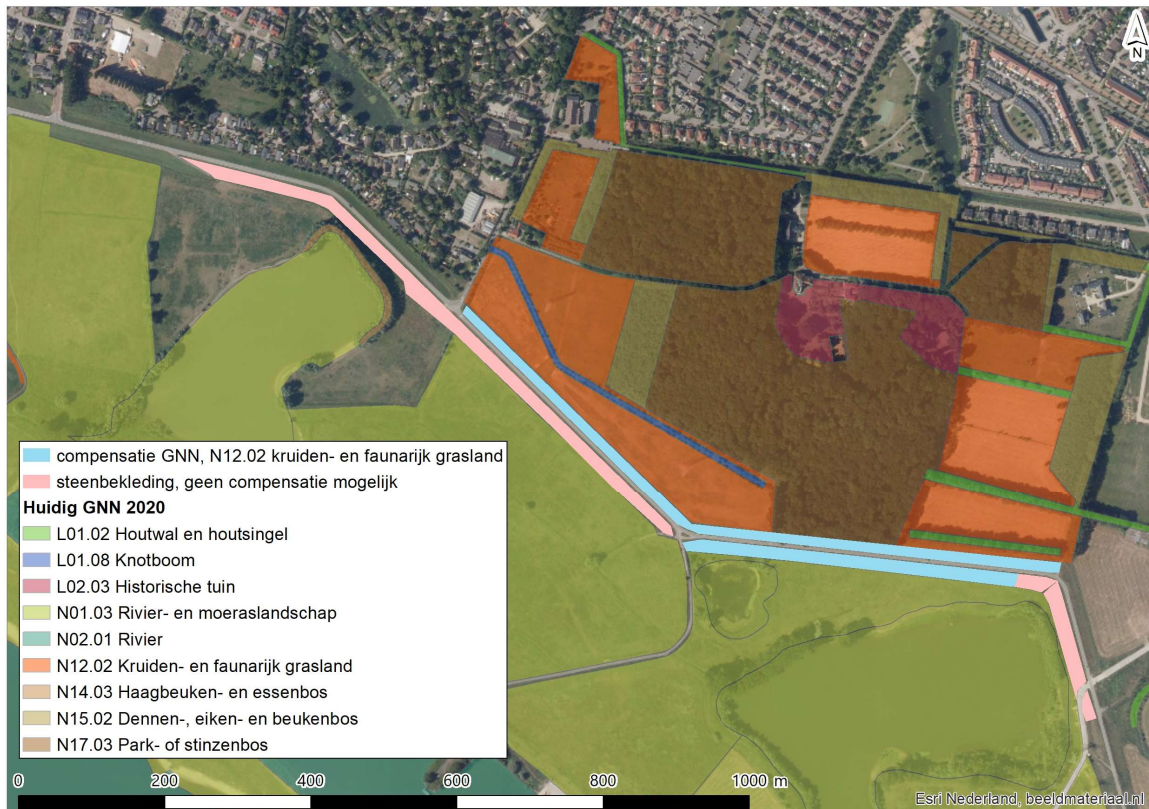 N
compensatie GNN, N12.02 kruiden- en faunarijk grasland
steenbekleding, geen compensatie mogelijk
Huidig GNN 2020
L01.02 Houtwal en houtsingel
L01.08 Knotboom
L02.03 Historische tuin
N01.03 Rivier- en moeraslandschap
N02.01 Rivier
N12.02 Kruiden- en faunarijk grasland
N14.03 Haagbeuken- en essenbos
N15.02 Dennen-, eiken- en beukenbos
N17.03 Park- of stinzenbos
0 200 400 600 800 1000 m
Esri Nederland, beeldmateriaal.nl